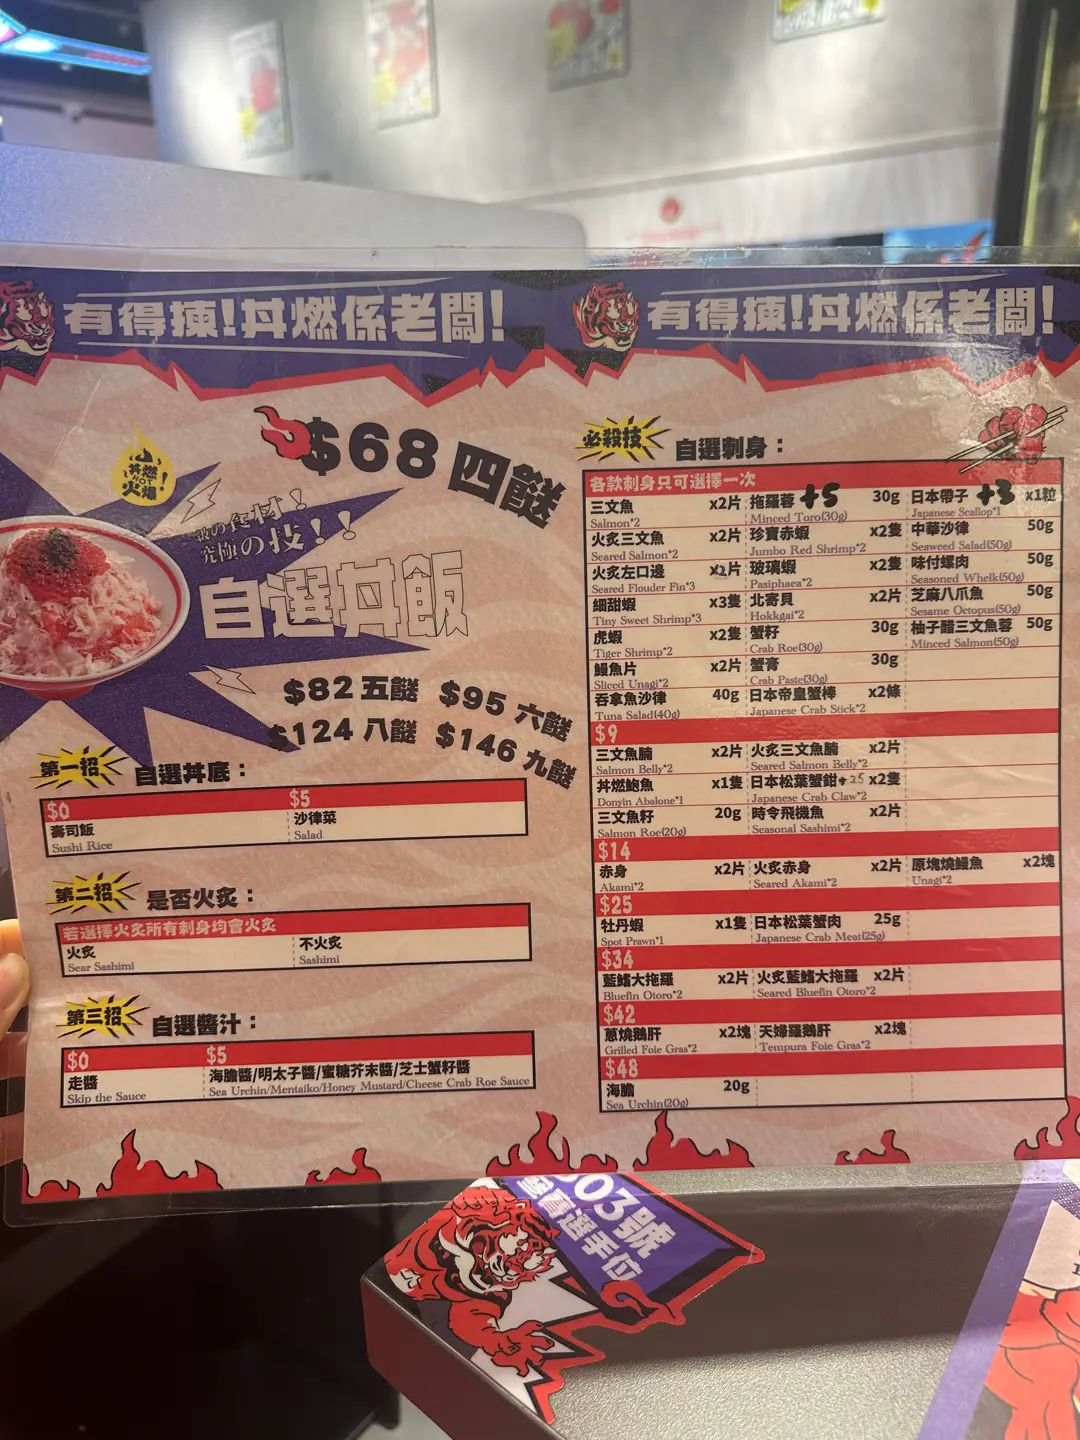 有得揀!丼燃係老闆!
有得揀!丼燃係老闆!
$68 四餸
丼燃
HOT
火爆
究極の技!!
自選丼飯
$82 五餸 $95 六餸
$124 八餸 $146 九餸
第一招 自選丼底:
$0 $5
壽司飯 沙律菜
Sushi Rice Salad
第二招 是否火炙:
若選擇火炙所有刺身均會火炙
火炙 不火炙
Sear Sashimi Sashimi
第三招 自選醬汁:
$0 $5
走醬 海膽醬/明太子醬/蜜糖芥末醬/芝士蟹籽醬
Skip the Sauce Sea Urchin/Mentaiko/Honey Mustard/Cheese Crab Roe Sauce
必殺技 自選刺身:
各款刺身只可選擇一次
三文魚 x2片 拖羅蓉 +5 30g 日本帶子 +3 x1粒
Salmon*2 Minced Toro(30g) Japanese Scallop*1
火炙三文魚 x2片 珍寶赤蝦 x2隻 中華沙律 50g
Seared Salmon*2 Jumbo Red Shrimp*2 Seaweed Salad(50g)
火炙左口邊 x2片 玻璃蝦 x2隻 味付螺肉 50g
Seared Flouder Fin*3 Pasiphaea*2 Seasoned Whelk(50g)
細甜蝦 x3隻 北寄貝 x2片 芝麻八爪魚 50g
Tiny Sweet Shrimp*3 Hokkgai*2 Sesame Octopus(50g)
虎蝦 x2隻 蟹籽 30g 柚子醋三文魚蓉 50g
Tiger Shrimp*2 Crab Roe(30g) Minced Salmon(50g)
鰻魚片 x2片 蟹膏 30g
Sliced Unagi*2 Crab Paste(30g)
吞拿魚沙律 40g 日本帝皇蟹棒 x2條
Tuna Salad(40g) Japanese Crab Stick*2
$9
三文魚腩 x2片 火炙三文魚腩 x2片
Salmon Belly*2 Seared Salmon Belly*2
丼燃鮑魚 x1隻 日本松葉蟹鉗 +25 x2隻
Donyin Abalone*1 Japanese Crab Claw*2
三文魚籽 20g 時令飛機魚 x2片
Salmon Roe(20g) Seasonal Sashimi*2
$14
赤身 x2片 火炙赤身 x2片 原塊燒鰻魚 x2塊
Akami*2 Seared Akami*2 Unagi*2
$25
牡丹蝦 x1隻 日本松葉蟹肉 25g
Spot Prawn*1 Japanese Crab Meat(25g)
$34
藍鰭大拖羅 x2片 火炙藍鰭大拖羅 x2片
Bluefin Otoro*2 Seared Bluefin Otoro*2
$42
蔥燒鵝肝 x2塊 天婦羅鵝肝 x2塊
Grilled Foie Gras*2 Tempura Foie Gras*2
$48
海膽 20g
Sea Urchin(20g)
03號
選手位